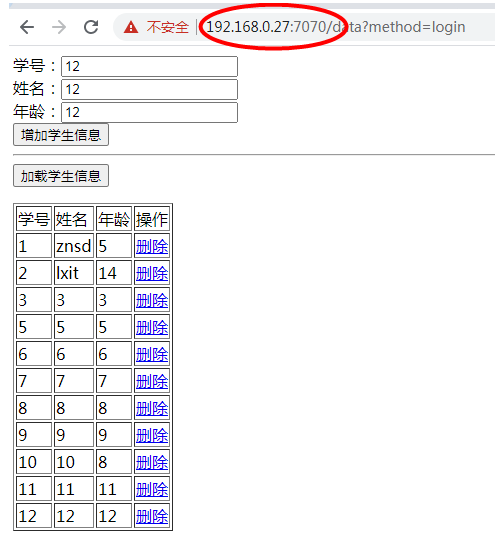 不安全 | 192.168.0.27:7070/data?method=login
学号：12
姓名：12
年龄：12
增加学生信息
加载学生信息
学号 姓名 年龄 操作
1 znsd 5 删除
2 lxit 14 删除
3 3 3 删除
5 5 5 删除
6 6 6 删除
7 7 7 删除
8 8 8 删除
9 9 9 删除
10 10 8 删除
11 11 11 删除
12 12 12 删除